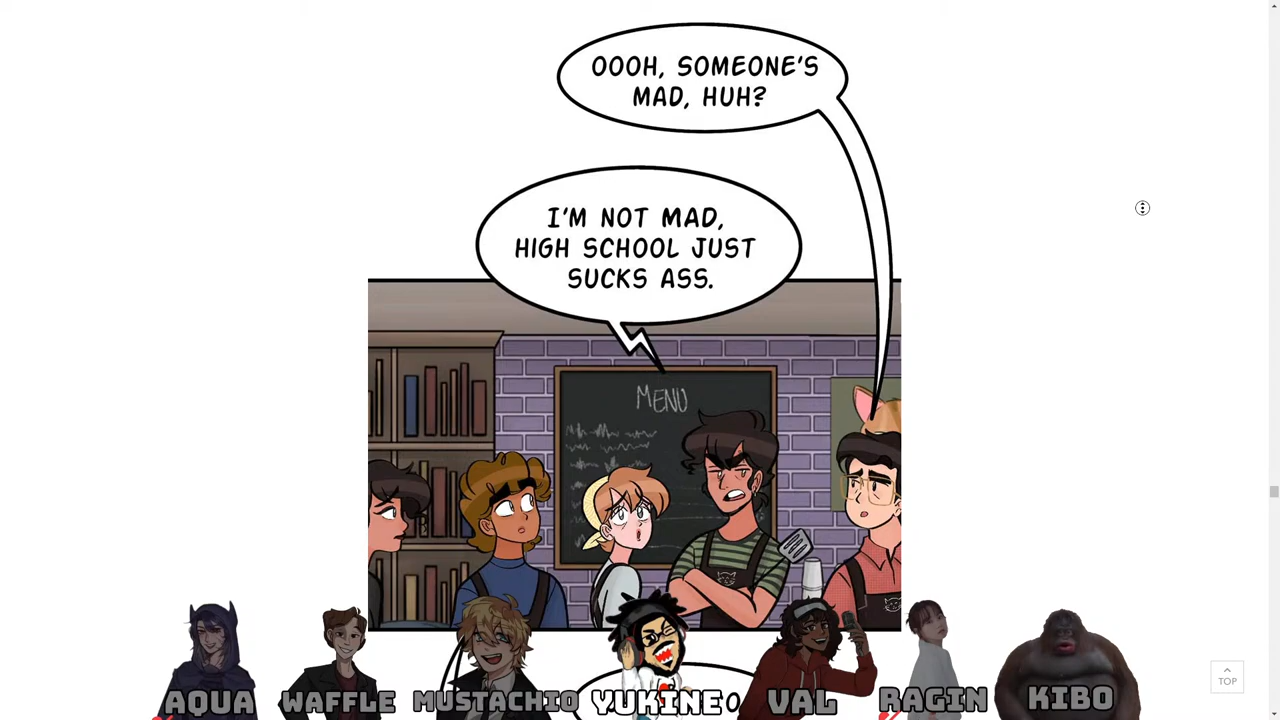 OOOH, SOMEONE'S
MAD, HUH?
I'M NOT MAD,
HIGH SCHOOL JUST
SUCKS ASS.
MENU
AQUA
WAFFLE
MUSTACHIO
YUKINE
VAL
RAGIN
KIBO
TOP